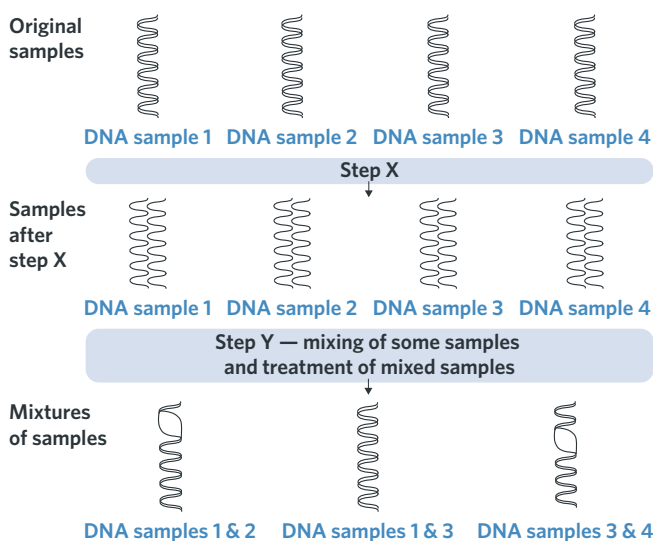 Original
samples
DNA sample 1 DNA sample 2 DNA sample 3 DNA sample 4
Step X
Samples
after
step X
DNA sample 1 DNA sample 2 DNA sample 3 DNA sample 4
Step Y — mixing of some samples
and treatment of mixed samples
Mixtures
of samples
DNA samples 1 & 2 DNA samples 1 & 3 DNA samples 3 & 4